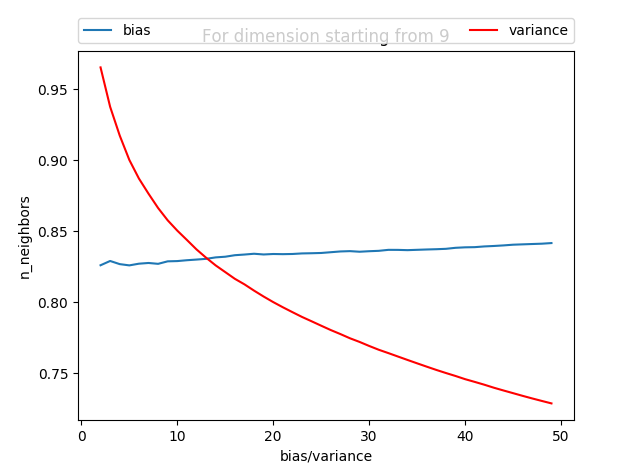 bias
variance
For dimension starting from 9
0.95
0.90
0.85
0.80
0.75
n_neighbors
0
10
20
30
40
50
bias/variance